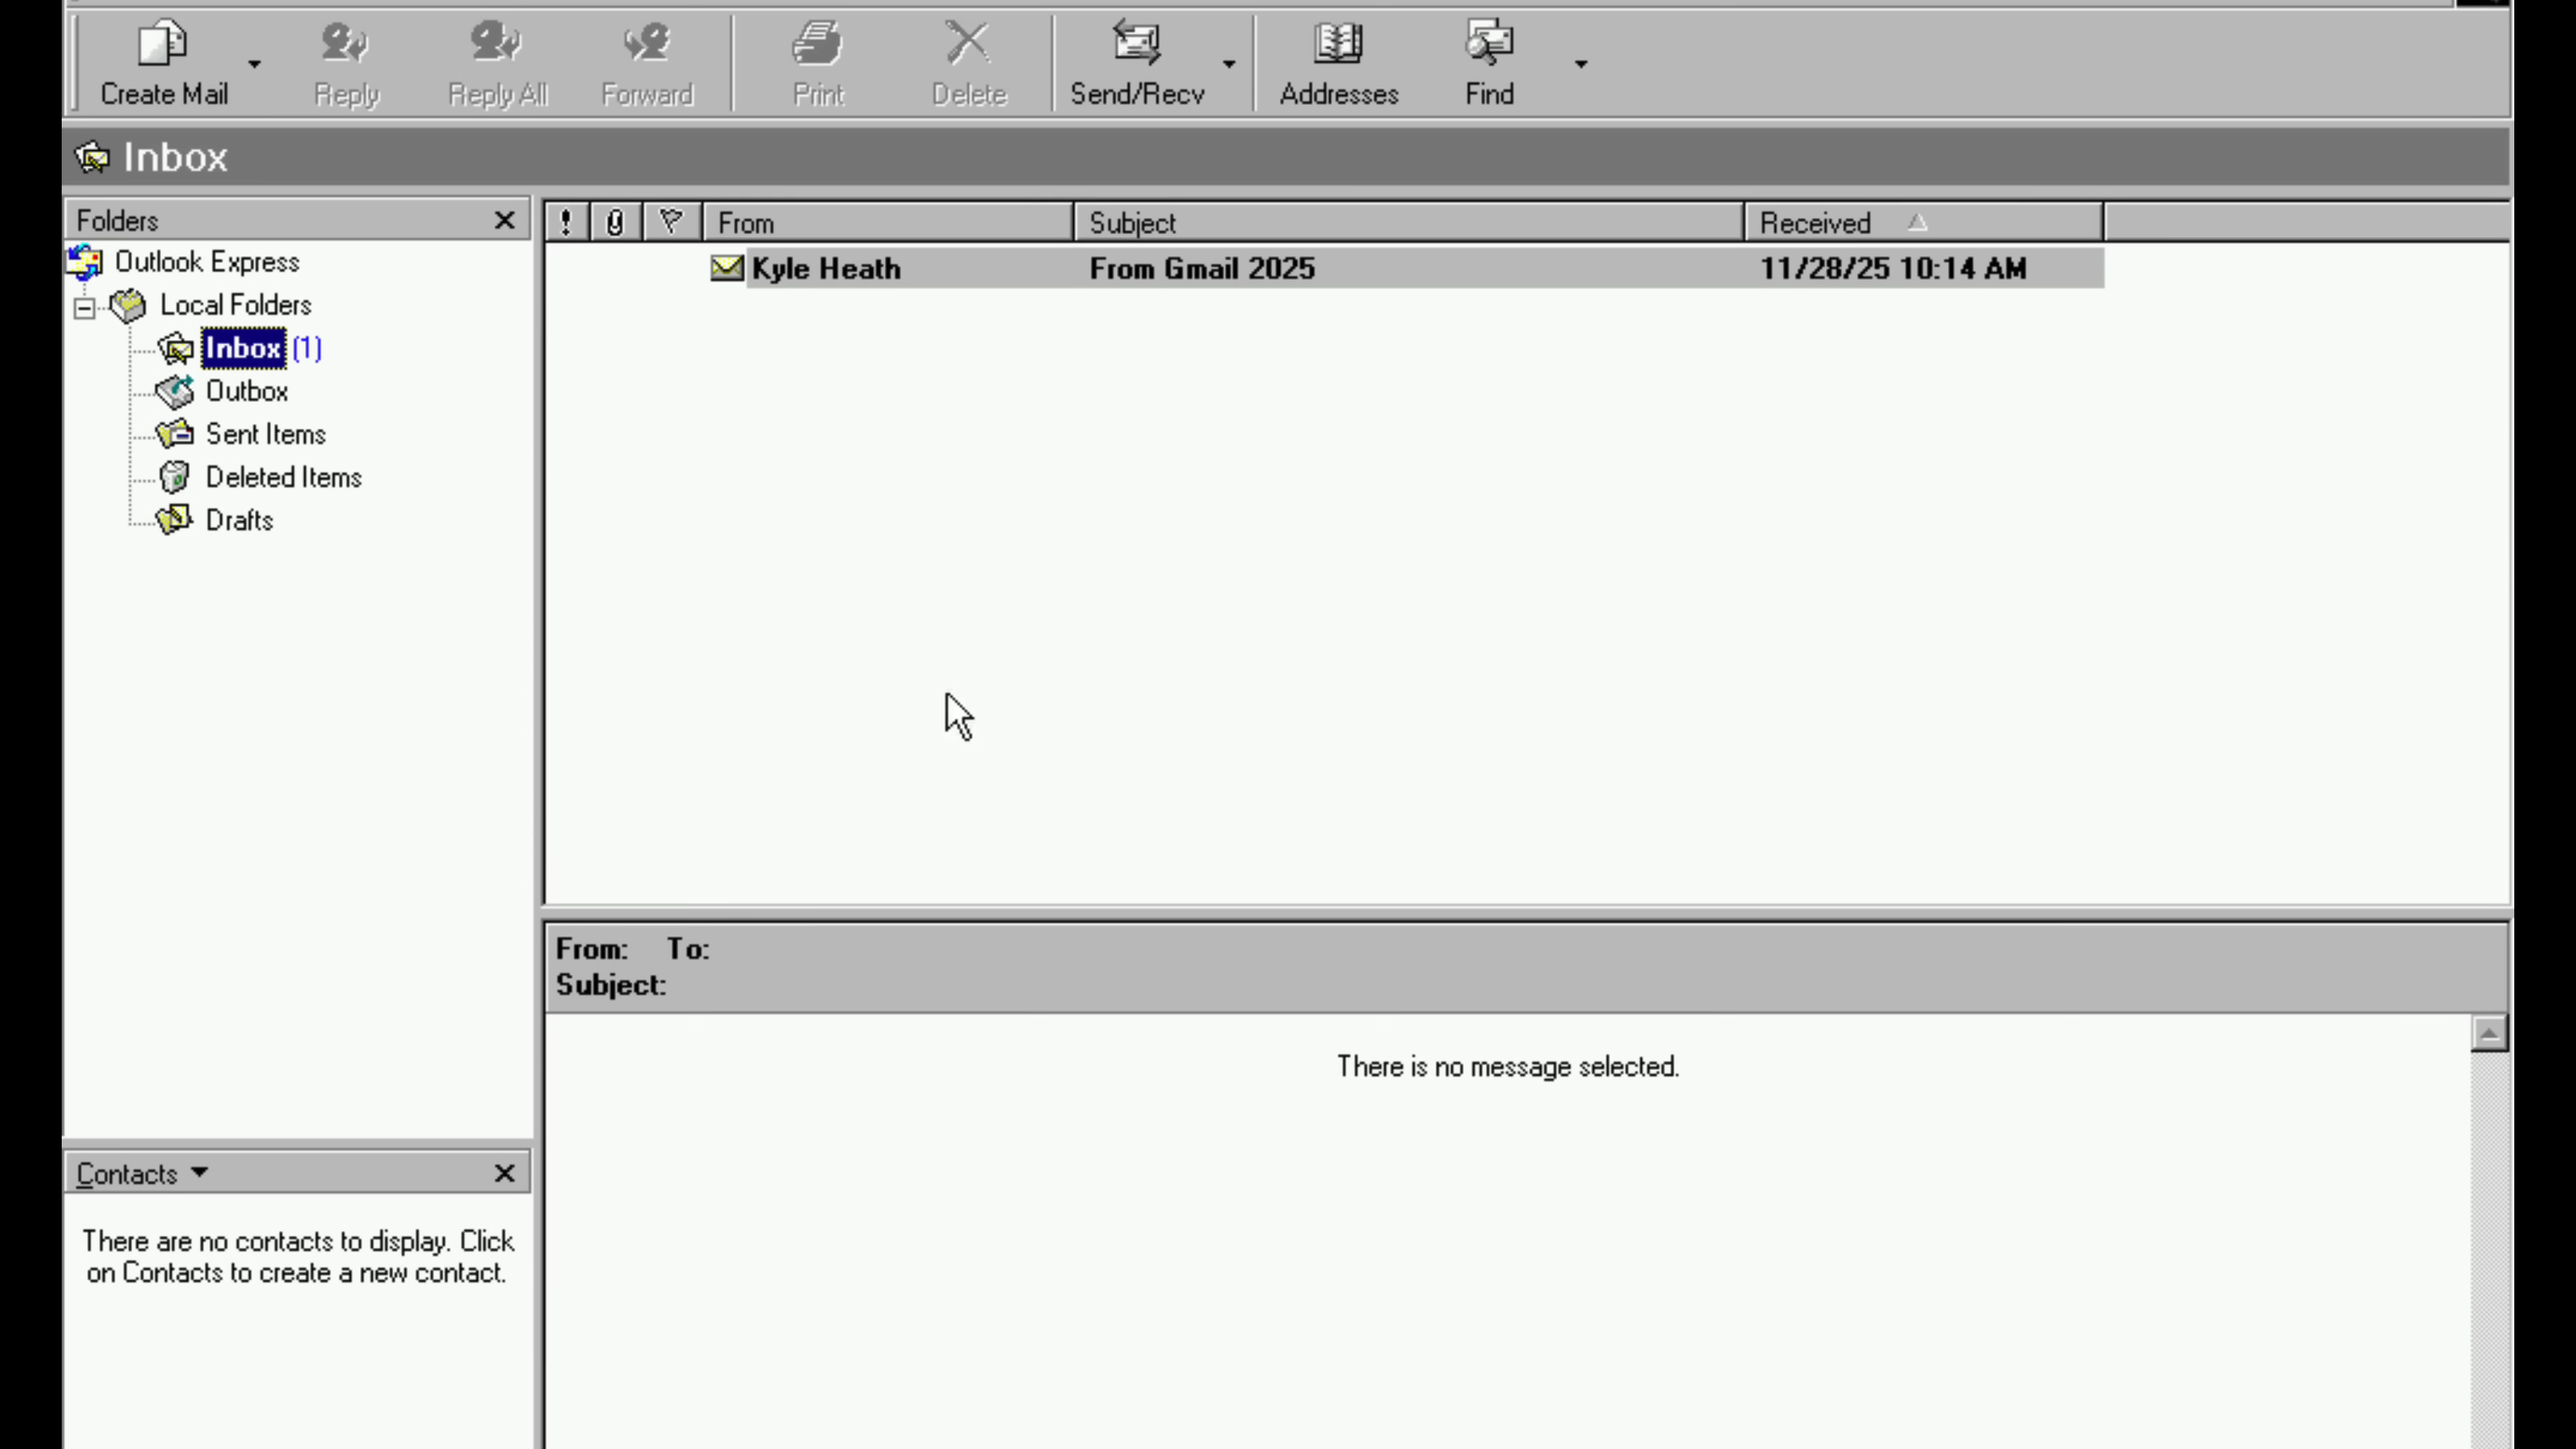 Create Mail
Reply
Reply All
Forward
Print
Delete
Send/Recv
Addresses
Find
Inbox
Folders
Outlook Express
Local Folders
Inbox (1)
Outbox
Sent Items
Deleted Items
Drafts
! From Subject Received
Kyle Heath From Gmail 2025 11/28/25 10:14 AM
From: To:
Subject:
There is no message selected.
Contacts
There are no contacts to display. Click
on Contacts to create a new contact.